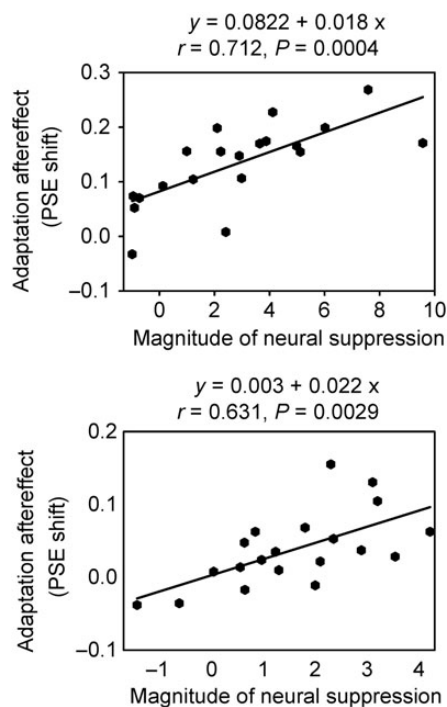 y = 0.0822 + 0.018 x
r = 0.712, P = 0.0004
0.3
0.2
0.1
0.0
–0.1
Adaptation aftereffect
(PSE shift)
0 2 4 6 8 10
Magnitude of neural suppression
y = 0.003 + 0.022 x
r = 0.631, P = 0.0029
0.2
0.1
0.0
–0.1
Adaptation aftereffect
(PSE shift)
–1 0 1 2 3 4
Magnitude of neural suppression